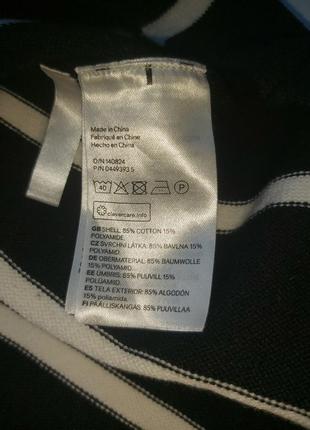 Made in China
Fabriqué en Chine
Hecho en China
O/N 140824
P/N 0449393 5
40
P
clevercare.info
GB SHELL: 85% COTTON 15%
POLYAMIDE
CZ SVRCHNÍ LÁTKA: 85% BAVLNA 15%
POLYAMID
DE OBERMATERIAL: 85% BAUMWOLLE
15% POLYAMID
EE ÜMBRIS: 85% PUUVILL 15%
POLÜAMIID
ES TELA EXTERIOR: 85% ALGODÓN
15% poliamida
FI PÄÄLLISKANGAS: 85% PUUVILLAA